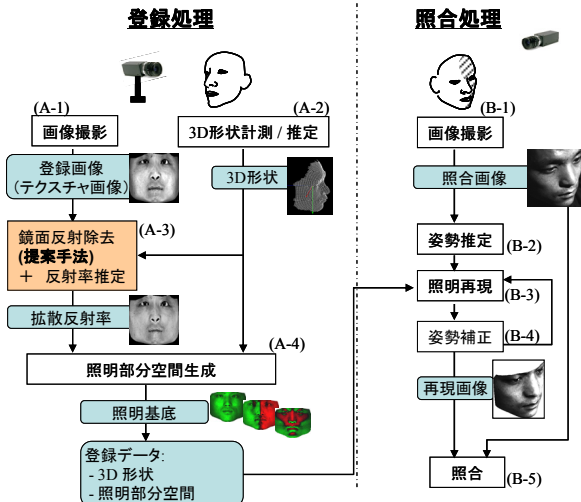 登録処理
(A-1)
(A-2)
画像撮影
3D形状計測 / 推定
登録画像
(テクスチャ画像)
3D形状
(A-3)
鏡面反射除去
(提案手法)
＋ 反射率推定
拡散反射率
(A-4)
照明部分空間生成
照明基底
登録データ:
- 3D 形状
- 照明部分空間
照合処理
(B-1)
画像撮影
照合画像
姿勢推定
(B-2)
照明再現
(B-3)
姿勢補正
(B-4)
再現画像
照合
(B-5)